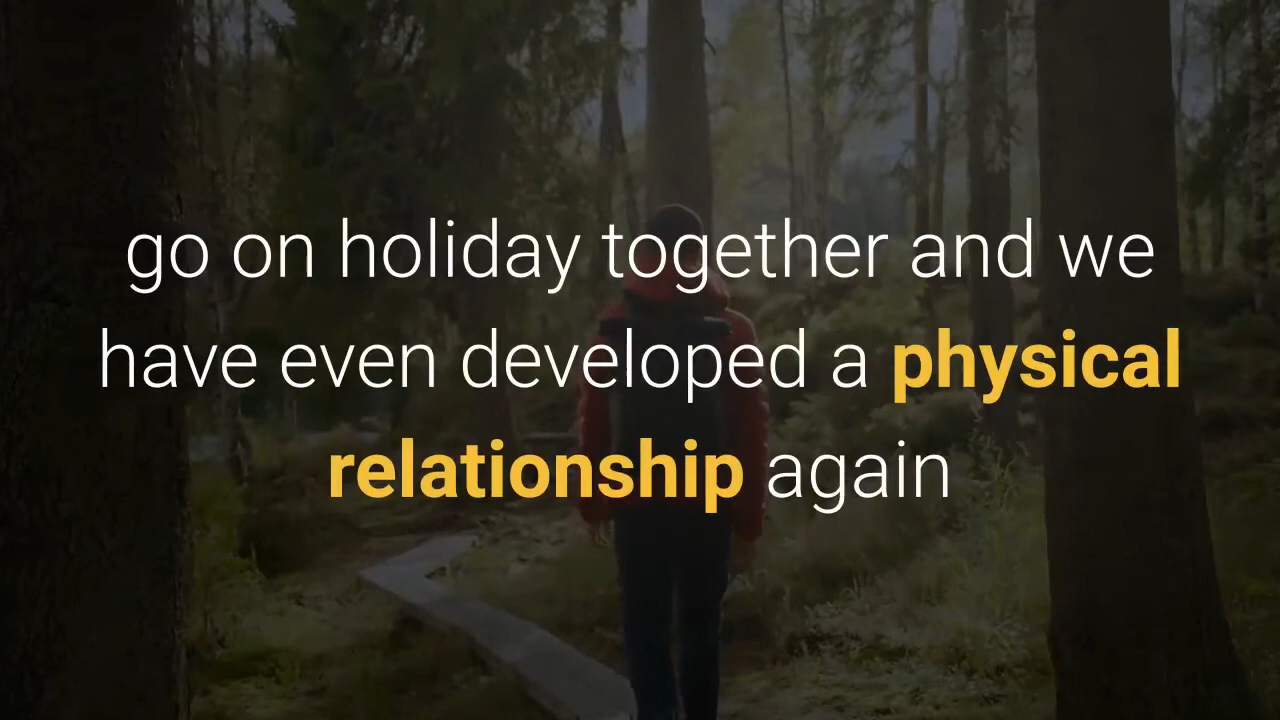 go on holiday together and we
have even developed a physical
relationship again